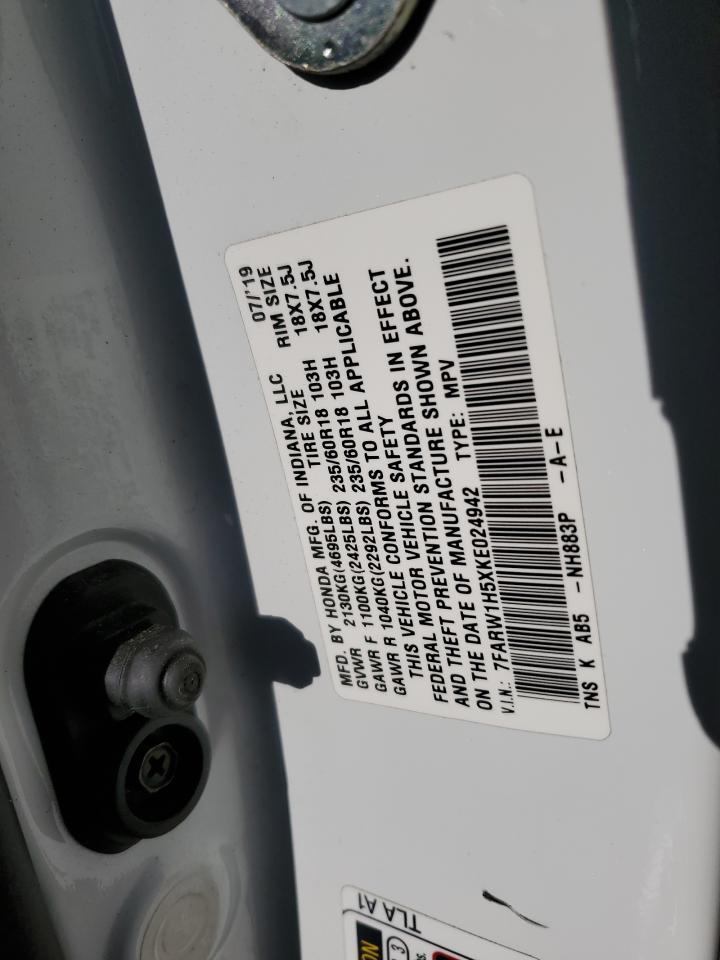 MFD. BY HONDA MFG. OF INDIANA, LLC 07/'19
TIRE SIZE RIM SIZE
GVWR 2130KG(4695LBS)
GAWR F 1100KG(2425LBS) 235/60R18 103H 18X7.5J
GAWR R 1040KG(2292LBS) 235/60R18 103H 18X7.5J
THIS VEHICLE CONFORMS TO ALL APPLICABLE
FEDERAL MOTOR VEHICLE SAFETY
AND THEFT PREVENTION STANDARDS IN EFFECT
ON THE DATE OF MANUFACTURE SHOWN ABOVE.
V.I.N.: 7FARW1H5XKE024942 TYPE: MPV
TNS K AB5 -NH883P -A-E
TLA A1